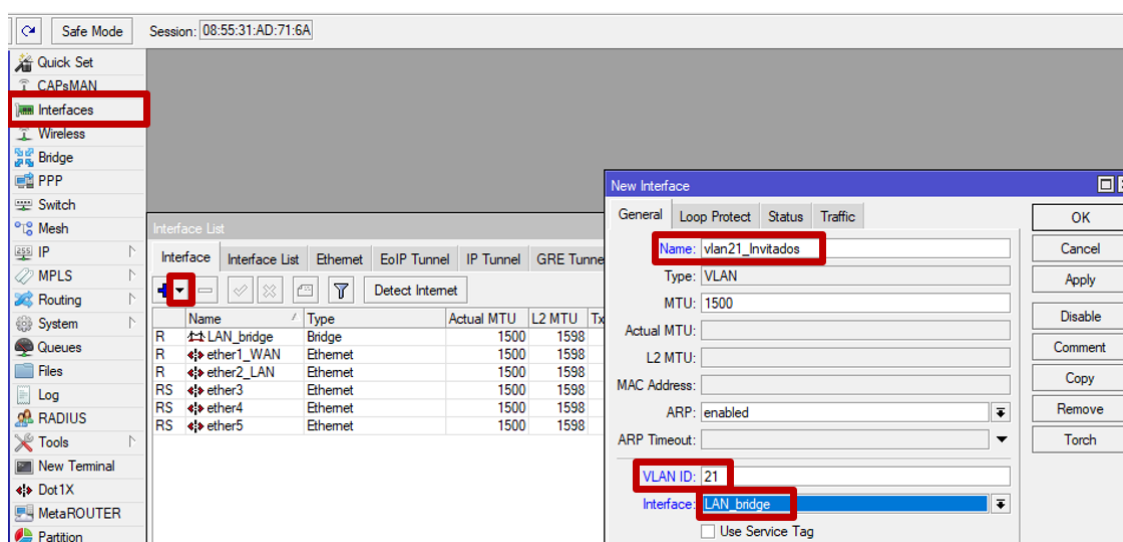 Safe Mode Session: 08:55:31:AD:71:6A
Quick Set
CAPsMAN
Interfaces
Wireless
Bridge
PPP
Switch
Mesh
IP
MPLS
Routing
System
Queues
Files
Log
RADIUS
Tools
New Terminal
Dot1X
MetaROUTER
Partition
Interface List
Interface Interface List Ethernet EoIP Tunnel IP Tunnel GRE Tunne
Detect Internet
Name Type Actual MTU L2 MTU Tx
R LAN_bridge Bridge 1500 1598
R ether1_WAN Ethernet 1500 1598
R ether2_LAN Ethernet 1500 1598
RS ether3 Ethernet 1500 1598
RS ether4 Ethernet 1500 1598
RS ether5 Ethernet 1500 1598
New Interface
General Loop Protect Status Traffic
Name: vlan21_Invitados
Type: VLAN
MTU: 1500
Actual MTU:
L2 MTU:
MAC Address:
ARP: enabled
ARP Timeout:
VLAN ID: 21
Interface: LAN_bridge
Use Service Tag
OK
Cancel
Apply
Disable
Comment
Copy
Remove
Torch